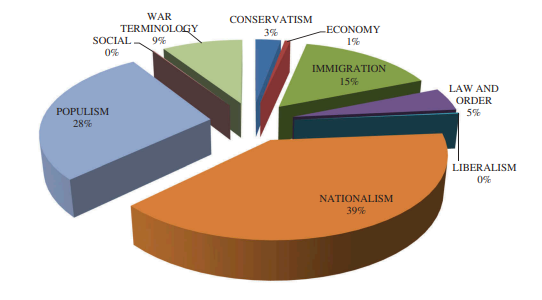 WAR
TERMINOLOGY
9%
CONSERVATISM
3%
ECONOMY
1%
SOCIAL
0%
IMMIGRATION
15%
LAW AND
ORDER
5%
POPULISM
28%
LIBERALISM
0%
NATIONALISM
39%